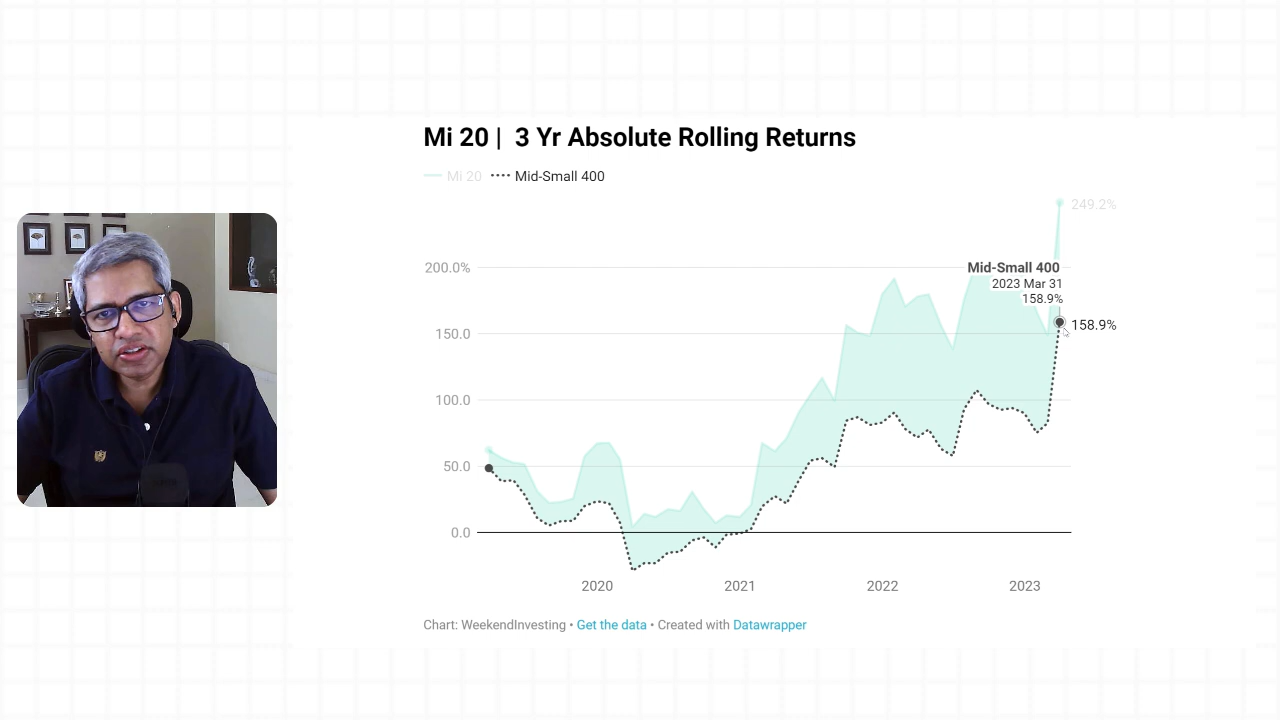 Mi 20 | 3 Yr Absolute Rolling Returns
Mi 20 Mid-Small 400
249.2%
200.0%
Mid-Small 400
2023 Mar 31
158.9%
158.9%
150.0
100.0
50.0
0.0
2020 2021 2022 2023
Chart: WeekendInvesting • Get the data • Created with Datawrapper